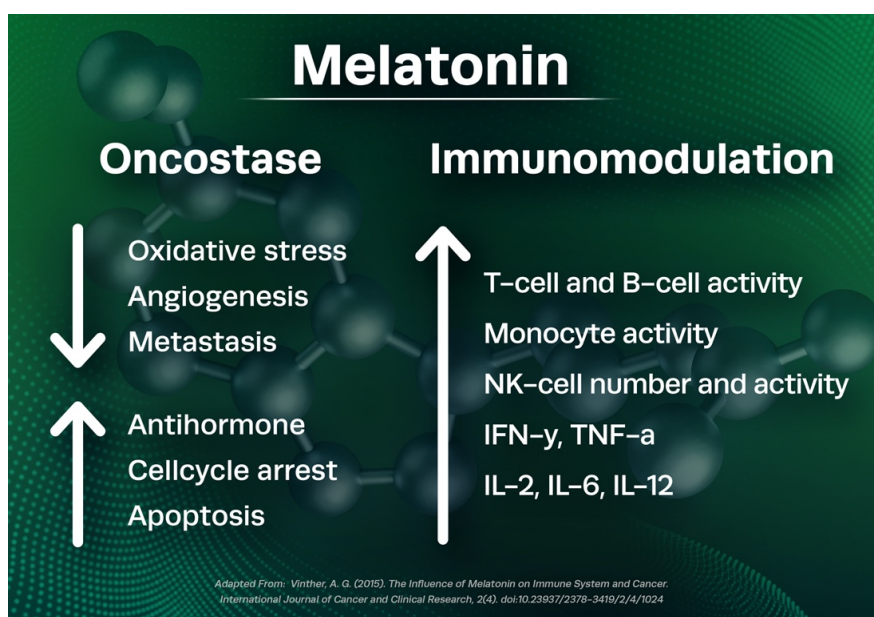 Melatonin
Oncostase
Oxidative stress
Angiogenesis
Metastasis
Antihormone
Cellcycle arrest
Apoptosis
Immunomodulation
T-cell and B-cell activity
Monocyte activity
NK-cell number and activity
IFN-y, TNF-a
IL-2, IL-6, IL-12
Adapted From: Vinther, A. G. (2015). The Influence of Melatonin on Immune System and Cancer.
International Journal of Cancer and Clinical Research, 2(4). doi:10.23937/2378-3419/2/4/1024